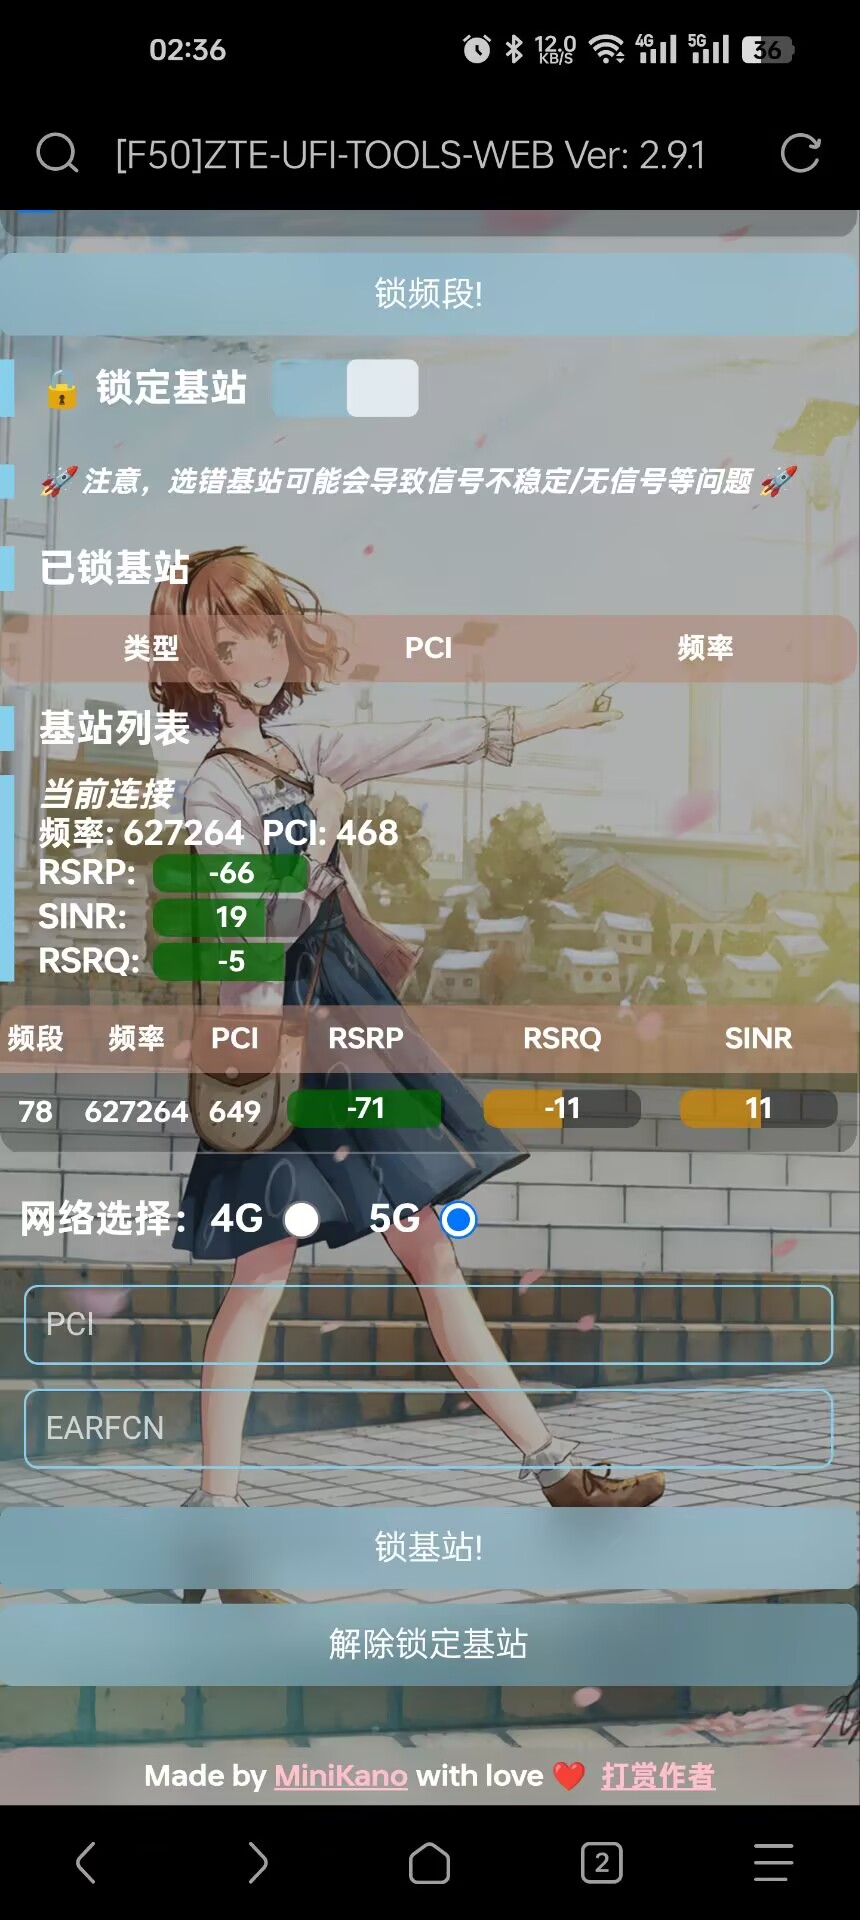 02:36
12.0 KB/S 4G 5G 36
[F50]ZTE-UFI-TOOLS-WEB Ver: 2.9.1
锁频段!
🔒 锁定基站
🚀 注意，选错基站可能会导致信号不稳定/无信号等问题 🚀
已锁基站
类型 PCI 频率
基站列表
当前连接
频率: 627264 PCI: 468
RSRP: -66
SINR: 19
RSRQ: -5
频段 频率 PCI RSRP RSRQ SINR
78 627264 649 -71 -11 11
网络选择： 4G 5G
PCI
EARFCN
锁基站!
解除锁定基站
Made by MiniKano with love ❤️ 打赏作者
2